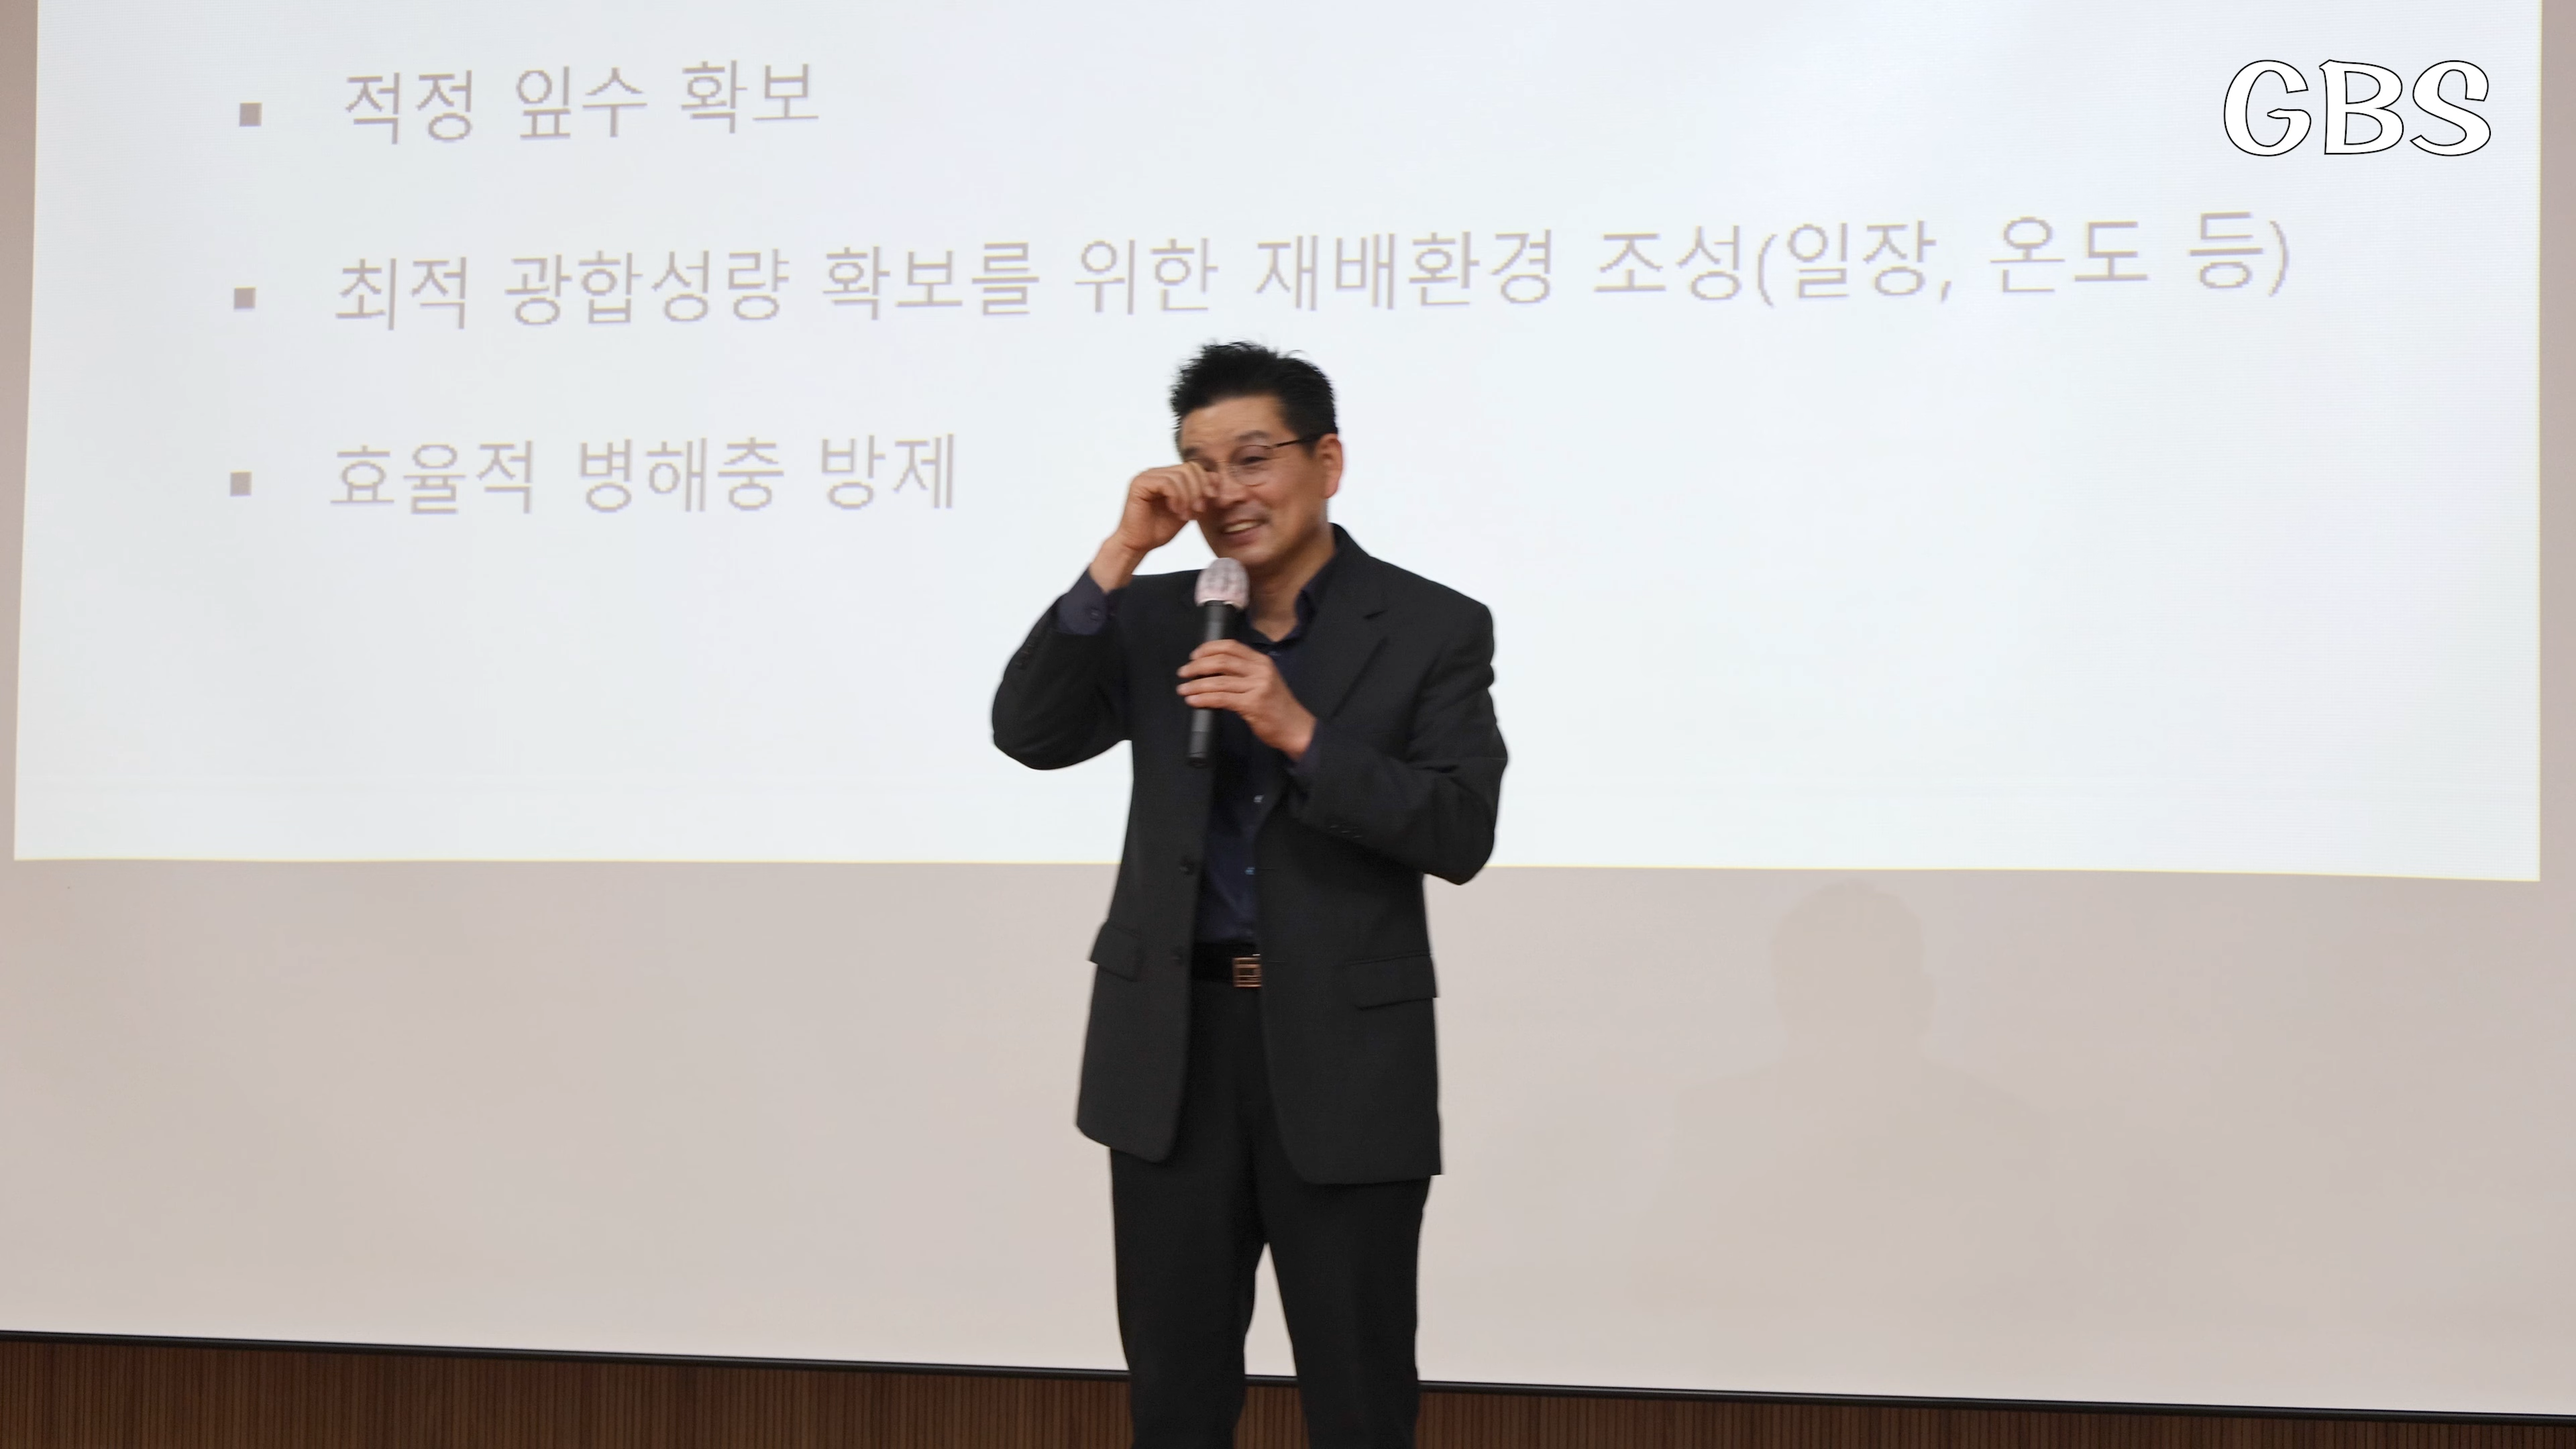 GBS
▪ 적정 잎수 확보
▪ 최적 광합성량 확보를 위한 재배환경 조성(일장, 온도 등)
▪ 효율적 병해충 방제